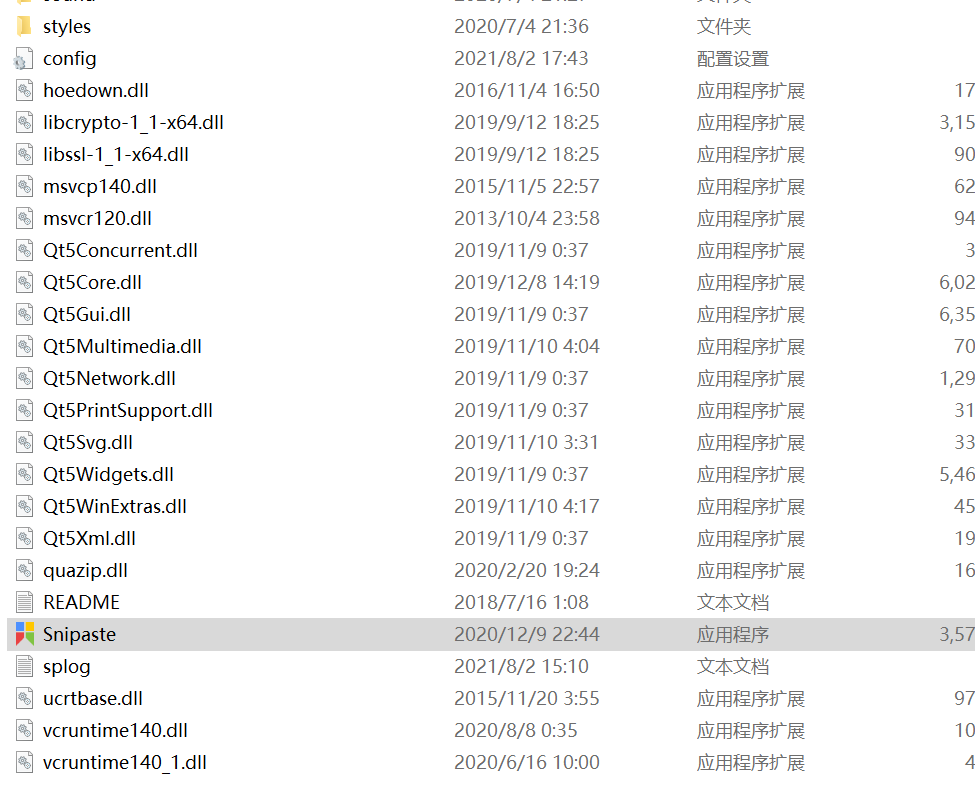 styles 2020/7/4 21:36 文件夹
config 2021/8/2 17:43 配置设置
hoedown.dll 2016/11/4 16:50 应用程序扩展 17
libcrypto-1_1-x64.dll 2019/9/12 18:25 应用程序扩展 3,15
libssl-1_1-x64.dll 2019/9/12 18:25 应用程序扩展 90
msvcp140.dll 2015/11/5 22:57 应用程序扩展 62
msvcr120.dll 2013/10/4 23:58 应用程序扩展 94
Qt5Concurrent.dll 2019/11/9 0:37 应用程序扩展 3
Qt5Core.dll 2019/12/8 14:19 应用程序扩展 6,02
Qt5Gui.dll 2019/11/9 0:37 应用程序扩展 6,35
Qt5Multimedia.dll 2019/11/10 4:04 应用程序扩展 70
Qt5Network.dll 2019/11/9 0:37 应用程序扩展 1,29
Qt5PrintSupport.dll 2019/11/9 0:37 应用程序扩展 31
Qt5Svg.dll 2019/11/10 3:31 应用程序扩展 33
Qt5Widgets.dll 2019/11/9 0:37 应用程序扩展 5,46
Qt5WinExtras.dll 2019/11/10 4:17 应用程序扩展 45
Qt5Xml.dll 2019/11/9 0:37 应用程序扩展 19
quazip.dll 2020/2/20 19:24 应用程序扩展 16
README 2018/7/16 1:08 文本文档
Snipaste 2020/12/9 22:44 应用程序 3,57
splog 2021/8/2 15:10 文本文档
ucrtbase.dll 2015/11/20 3:55 应用程序扩展 97
vcruntime140.dll 2020/8/8 0:35 应用程序扩展 10
vcruntime140_1.dll 2020/6/16 10:00 应用程序扩展 4